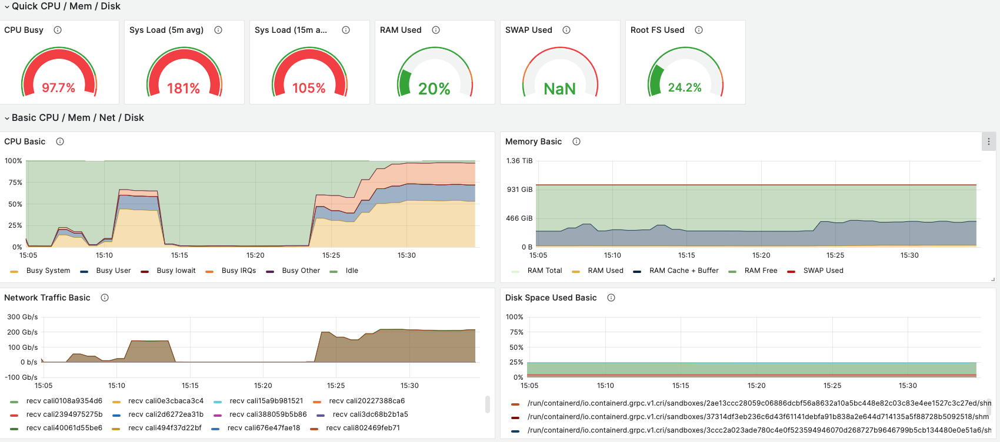 Quick CPU / Mem / Disk
CPU Busy
Sys Load (5m avg)
Sys Load (15m a...
RAM Used
SWAP Used
Root FS Used
97.7%
181%
105%
20%
NaN
24.2%
Basic CPU / Mem / Net / Disk
CPU Basic
100%
75%
50%
25%
0%
15:05 15:10 15:15 15:20 15:25 15:30
Busy System Busy User Busy Iowait Busy IRQs Busy Other Idle
Memory Basic
1.36 TiB
931 GiB
466 GiB
0 B
15:05 15:10 15:15 15:20 15:25 15:30
RAM Total RAM Used RAM Cache + Buffer RAM Free SWAP Used
Network Traffic Basic
300 Gb/s
200 Gb/s
100 Gb/s
0 b/s
-100 Gb/s
15:05 15:10 15:15 15:20 15:25 15:30
recv cali0108a9354d6 recv cali0e3cbaca3c4 recv cali15a9b981521 recv cali20227388ca6
recv cali2394975275b recv cali2d6272ea31b recv cali388059b5b86 recv cali3dc68b2b1a5
recv cali40061d55be6 recv cali494f37d22bf recv cali676e47fae18 recv cali802469feb71
Disk Space Used Basic
100%
75%
50%
25%
0%
15:05 15:10 15:15 15:20 15:25 15:30
/run/containerd/io.containerd.grpc.v1.cri/sandboxes/2ae13ccc28059c06886dcbf56a8632a10a5bc448e82c03c83e4ee1527c3c27ed/shm
/run/containerd/io.containerd.grpc.v1.cri/sandboxes/37314df3eb236c6d43f61141debfa91b838a2e644d714135a5f88728b5092518/shm
/run/containerd/io.containerd.grpc.v1.cri/sandboxes/3ccc2a023ade780c4e0f523594946070d268727b9646799b5cb134480e0e51a6/sh